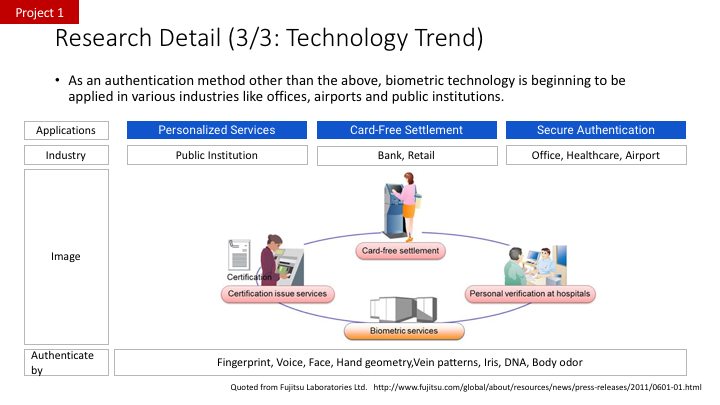 Project 1
Research Detail (3/3: Technology Trend)
• As an authentication method other than the above, biometric technology is beginning to be
applied in various industries like offices, airports and public institutions.
Applications
Personalized Services
Card-Free Settlement
Secure Authentication
Industry
Public Institution
Bank, Retail
Office, Healthcare, Airport
Image
Card-free settlement
Certification
Certification issue services
Personal verification at hospitals
Biometric services
Authenticate
by
Fingerprint, Voice, Face, Hand geometry,Vein patterns, Iris, DNA, Body odor
Quoted from Fujitsu Laboratories Ltd. http://www.fujitsu.com/global/about/resources/news/press-releases/2011/0601-01.html